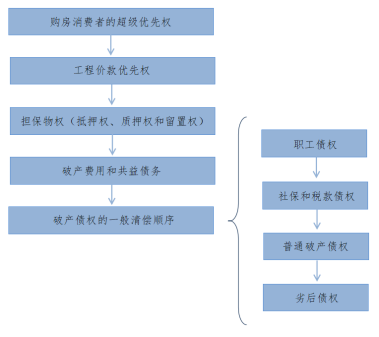 购房消费者的超级优先权
工程价款优先权
担保物权（抵押权、质押权和留置权）
破产费用和共益债务
破产债权的一般清偿顺序
职工债权
社保和税款债权
普通破产债权
劣后债权